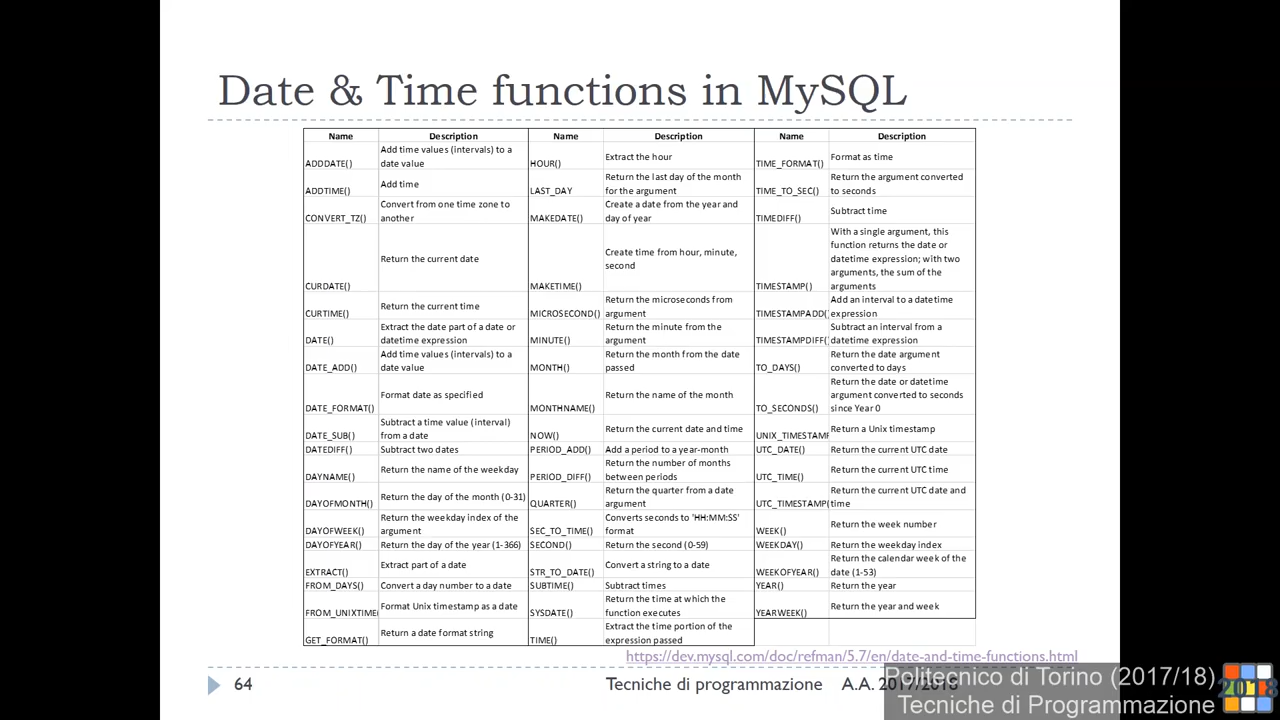 Date & Time functions in MySQL
Name Description Name Description Name Description
ADDDATE() Add time values (intervals) to a date value HOUR() Extract the hour TIME_FORMAT() Format as time
ADDTIME() Add time LAST_DAY Return the last day of the month for the argument TIME_TO_SEC() Return the argument converted to seconds
CONVERT_TZ() Convert from one time zone to another MAKEDATE() Create a date from the year and day of year TIMEDIFF() Subtract time
CURDATE() Return the current date MAKETIME() Create time from hour, minute, second TIMESTAMP() With a single argument, this function returns the date or datetime expression; with two arguments, the sum of the arguments
CURTIME() Return the current time MICROSECOND() Return the microseconds from argument TIMESTAMPADD( Add an interval to a datetime expression
DATE() Extract the date part of a date or datetime expression MINUTE() Return the minute from the argument TIMESTAMPDIFF( Subtract an interval from a datetime expression
DATE_ADD() Add time values (intervals) to a date value MONTH() Return the month from the date passed TO_DAYS() Return the date argument converted to days
DATE_FORMAT() Format date as specified MONTHNAME() Return the name of the month TO_SECONDS() Return the date or datetime argument converted to seconds since Year 0
DATE_SUB() Subtract a time value (interval) from a date NOW() Return the current date and time UNIX_TIMESTAMP Return a Unix timestamp
DATEDIFF() Subtract two dates PERIOD_ADD() Add a period to a year-month UTC_DATE() Return the current UTC date
DAYNAME() Return the name of the weekday PERIOD_DIFF() Return the number of months between periods UTC_TIME() Return the current UTC time
DAYOFMONTH() Return the day of the month (0-31) QUARTER() Return the quarter from a date argument UTC_TIMESTAMP( Return the current UTC date and time
DAYOFWEEK() Return the weekday index of the argument SEC_TO_TIME() Converts seconds to 'HH:MM:SS' format WEEK() Return the week number
DAYOFYEAR() Return the day of the year (1-366) SECOND() Return the second (0-59) WEEKDAY() Return the weekday index
EXTRACT() Extract part of a date STR_TO_DATE() Convert a string to a date WEEKOFYEAR() Return the calendar week of the date (1-53)
FROM_DAYS() Convert a day number to a date SUBTIME() Subtract times YEAR() Return the year
FROM_UNIXTIME( Format Unix timestamp as a date SYSDATE() Return the time at which the function executes YEARWEEK() Return the year and week
GET_FORMAT() Return a date format string TIME() Extract the time portion of the expression passed
https://dev.mysql.com/doc/refman/5.7/en/date-and-time-functions.html
64 Tecniche di programmazione A.A. 2017/2018
Politecnico di Torino (2017/18)
Tecniche di Programmazione
2018